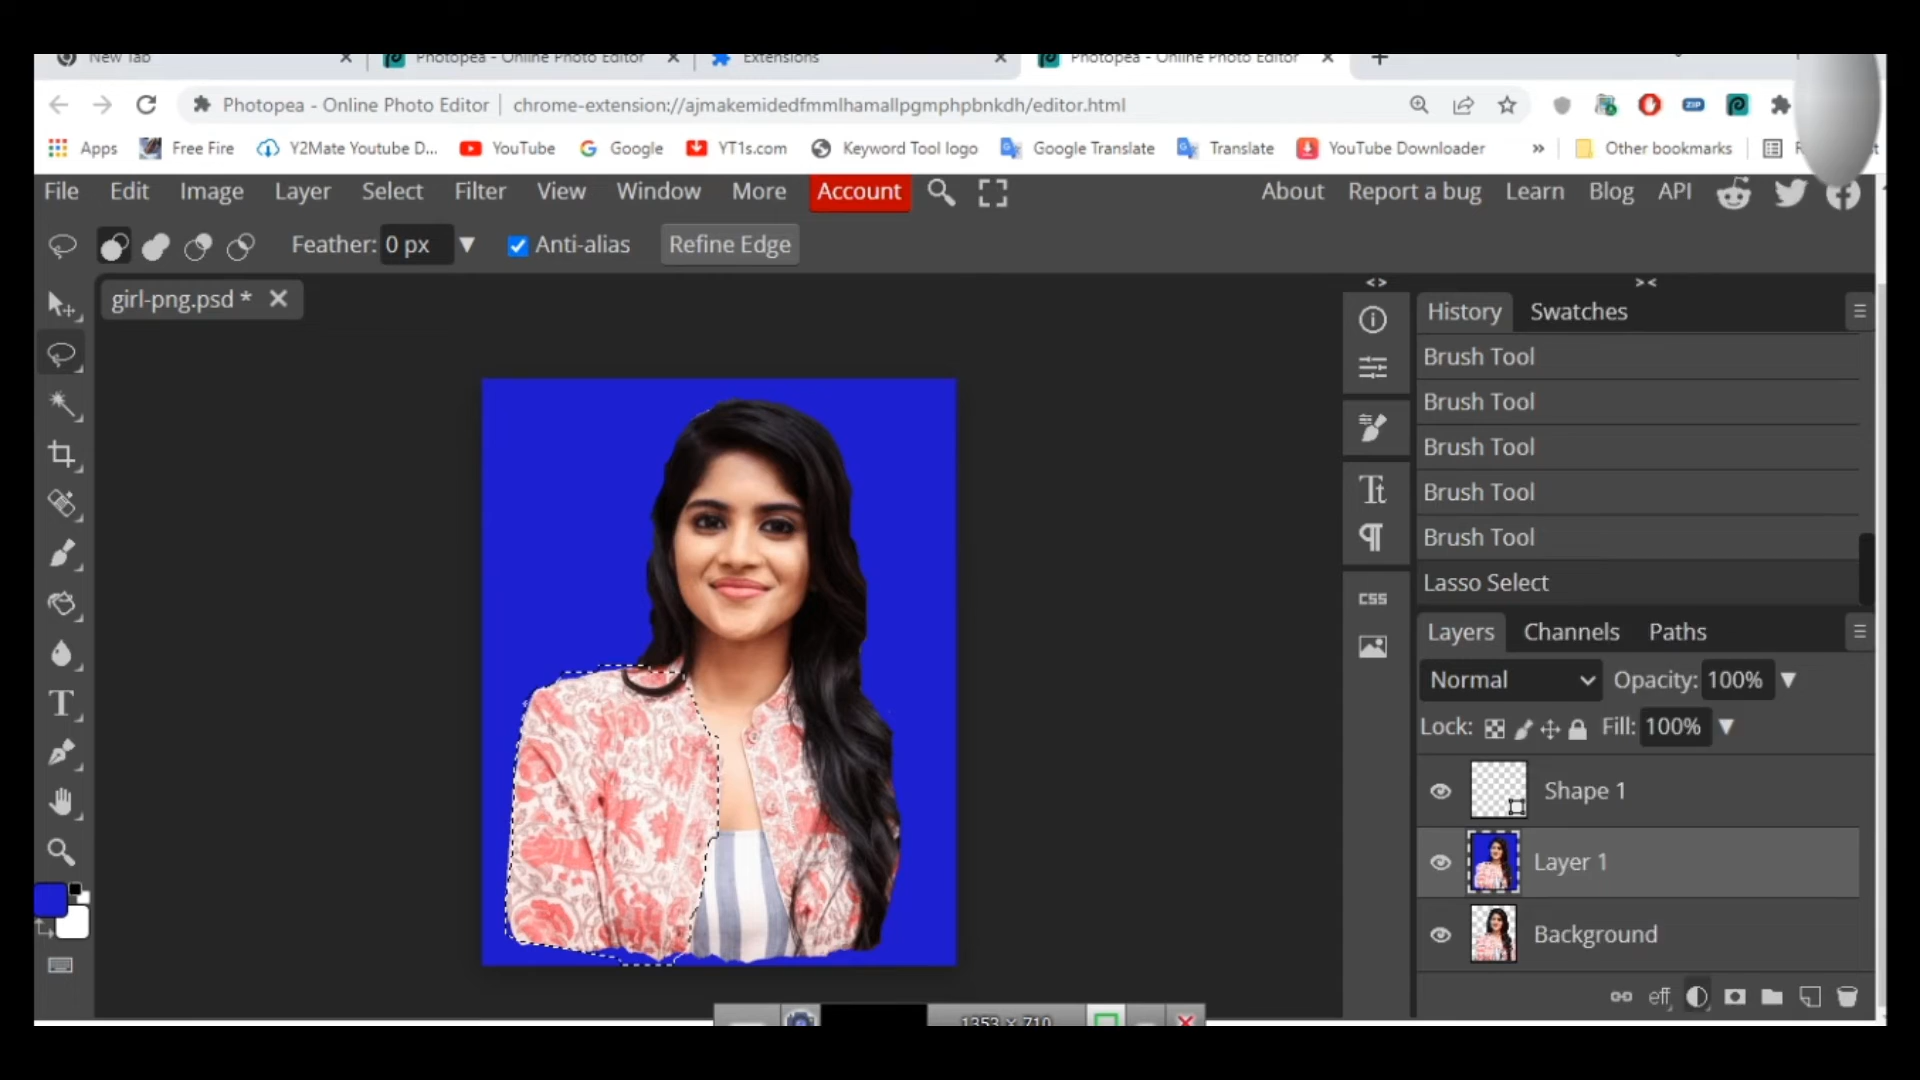 New Tab
Photopea - Online Photo Editor
Extensions
Photopea - Online Photo Editor
Photopea - Online Photo Editor
chrome-extension://ajmakemidedfmmlhamallpgmphpbnkdh/editor.html
ZIP
Apps
Free Fire
Y2Mate Youtube D...
YouTube
Google
YT1s.com
Keyword Tool logo
Google Translate
Translate
YouTube Downloader
»
Other bookmarks
File Edit Image Layer Select Filter View Window More Account
About Report a bug Learn Blog API
Feather: 0 px
Anti-alias
Refine Edge
girl-png.psd *
< >
> <
History Swatches
Brush Tool
Brush Tool
Brush Tool
Brush Tool
Brush Tool
Lasso Select
CSS
Layers Channels Paths
Normal
Opacity: 100%
Lock:
Fill: 100%
Shape 1
Layer 1
Background
eff
1353 × 710